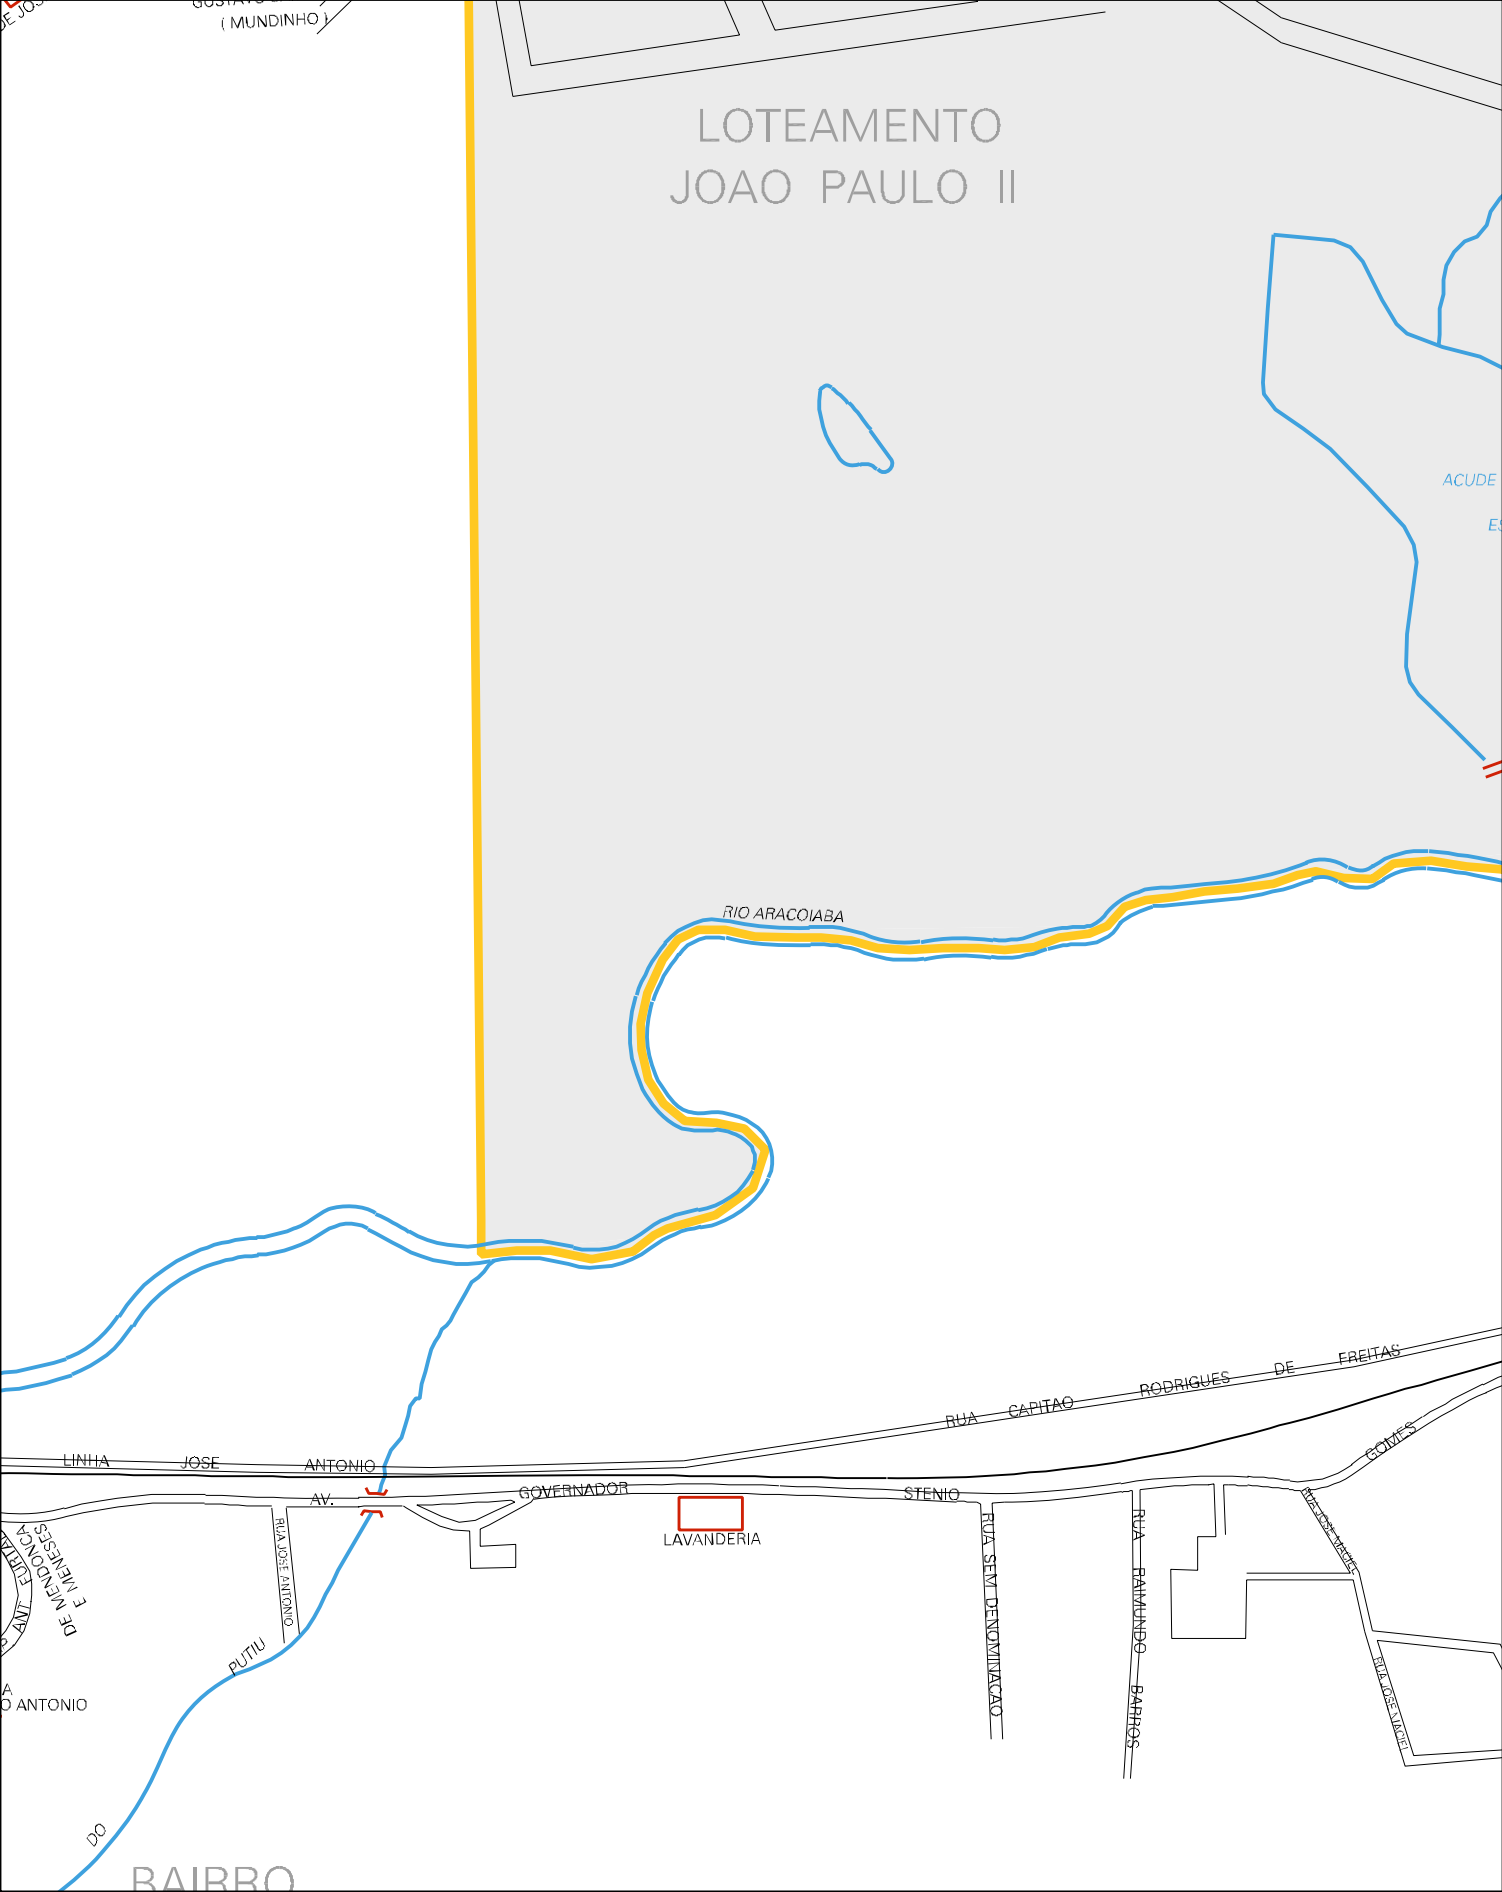 ( MUNDINHO )
LOTEAMENTO
JOAO PAULO II
ACUDE
RIO ARACOIABA
RUA CAPITAO RODRIGUES DE FREITAS
LINHA JOSE ANTONIO
AV. GOVERNADOR STENIO GOMES
LAVANDERIA
RUA JOSE ANTONIO
RUA SEM DENOMINACAO
RUA RAIMUNDO BARROS
RUA JOSE MACIEL
RUA JOSE MACIEL
DE MENDONCA
E MENESES
ANT
PUTIU
DO
A
O ANTONIO
BAIRRO